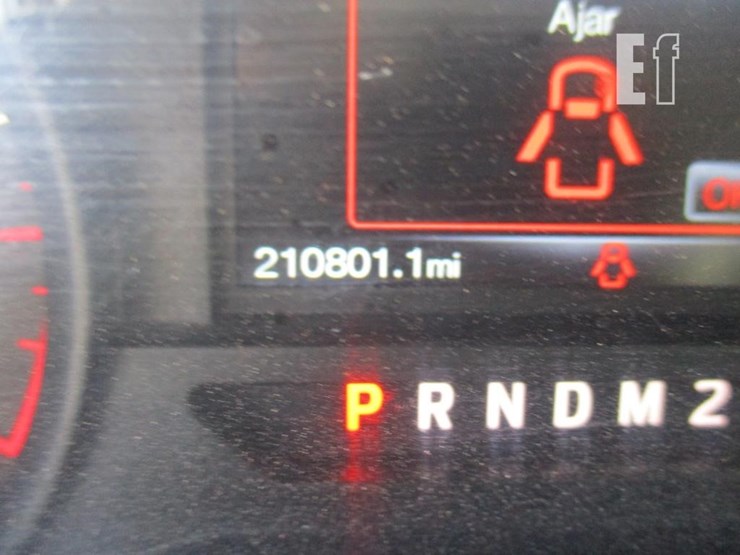 Ajar
Ef
210801.1mi
P R N D M 2